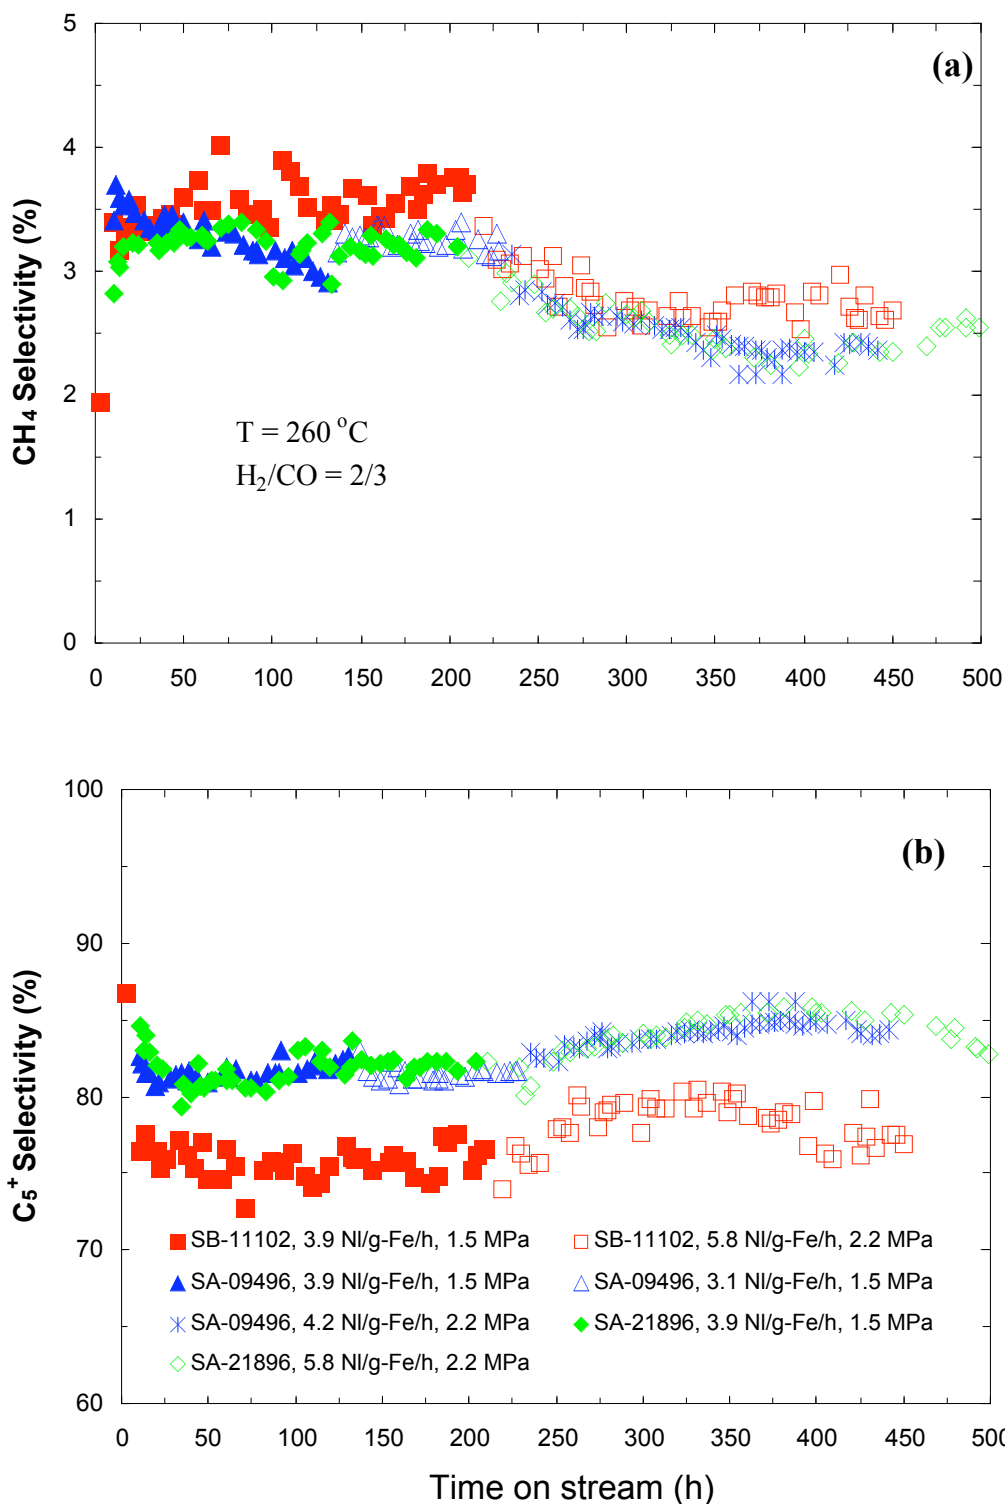 5
(a)
4
3
2
1
0
CH₄ Selectivity (%)
T = 260 °C
H₂/CO = 2/3
0 50 100 150 200 250 300 350 400 450 500
100
(b)
90
80
70
60
C₅⁺ Selectivity (%)
SB-11102, 3.9 Nl/g-Fe/h, 1.5 MPa SB-11102, 5.8 Nl/g-Fe/h, 2.2 MPa
SA-09496, 3.9 Nl/g-Fe/h, 1.5 MPa SA-09496, 3.1 Nl/g-Fe/h, 1.5 MPa
SA-09496, 4.2 Nl/g-Fe/h, 2.2 MPa SA-21896, 3.9 Nl/g-Fe/h, 1.5 MPa
SA-21896, 5.8 Nl/g-Fe/h, 2.2 MPa
0 50 100 150 200 250 300 350 400 450 500
Time on stream (h)